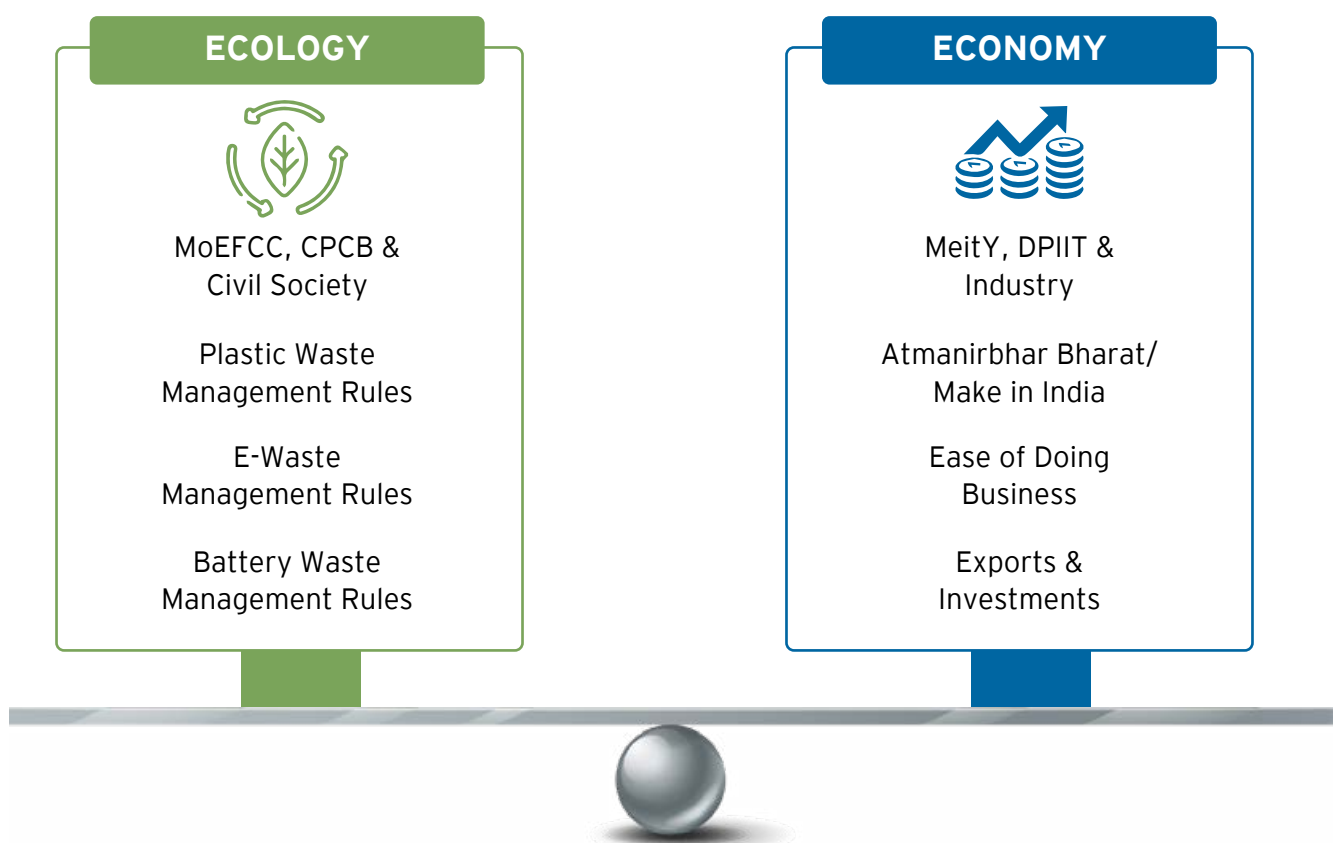 ECOLOGY
MoEFCC, CPCB &
Civil Society
Plastic Waste
Management Rules
E-Waste
Management Rules
Battery Waste
Management Rules
ECONOMY
MeitY, DPIIT &
Industry
Atmanirbhar Bharat/
Make in India
Ease of Doing
Business
Exports &
Investments